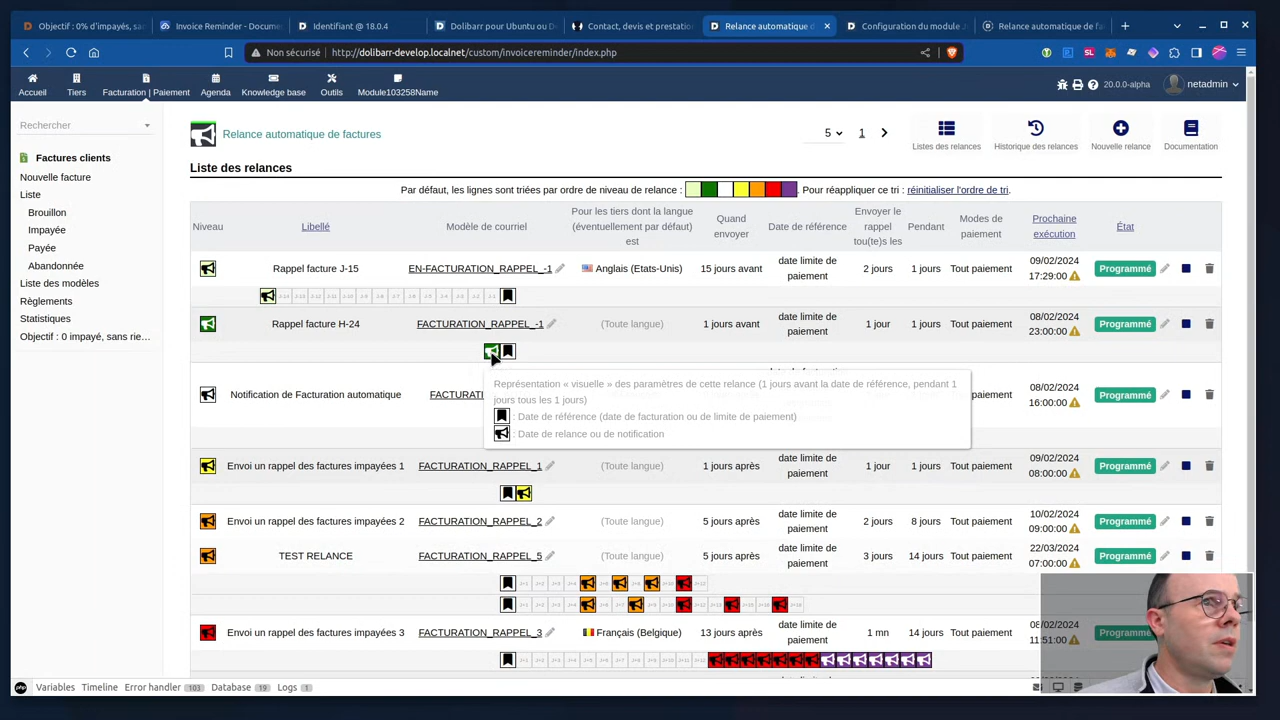 Objectif : 0% d'impayés, san
Invoice Reminder - Documen
Identifiant @ 18.0.4
Dolibarr pour Ubuntu ou De
Contact, devis et prestatio
Relance automatique d
Configuration du module
Relance automatique de fa
Non sécurisé
http://dolibarr-develop.localnet/custom/invoicereminder/index.php
Accueil Tiers Facturation | Paiement Agenda Knowledge base Outils Module103258Name
20.0.0-alpha netadmin
Rechercher
Factures clients
Nouvelle facture
Liste
Brouillon
Impayée
Payée
Abandonnée
Liste des modèles
Règlements
Statistiques
Objectif : 0 impayé, sans rie...
Relance automatique de factures
5 1
Listes des relances Historique des relances Nouvelle relance Documentation
Liste des relances
Par défaut, les lignes sont triées par ordre de niveau de relance : . Pour réappliquer ce tri : réinitialiser l'ordre de tri.
Niveau Libellé Modèle de courriel Pour les tiers dont la langue (éventuellement par défaut) est Quand envoyer Date de référence Envoyer le rappel tou(te)s les Pendant Modes de paiement Prochaine exécution État
Rappel facture J-15 EN-FACTURATION_RAPPEL_-1 Anglais (Etats-Unis) 15 jours avant date limite de paiement 2 jours 1 jours Tout paiement 09/02/2024 17:29:00 Programmé
Rappel facture H-24 FACTURATION_RAPPEL_-1 (Toute langue) 1 jours avant date limite de paiement 1 jour 1 jours Tout paiement 08/02/2024 23:00:00 Programmé
Représentation « visuelle » des paramètres de cette relance (1 jours avant la date de référence, pendant 1
jours tous les 1 jours)
: Date de référence (date de facturation ou de limite de paiement)
: Date de relance ou de notification
Notification de Facturation automatique FACTURAT Tout paiement 08/02/2024 16:00:00 Programmé
Envoi un rappel des factures impayées 1 FACTURATION_RAPPEL_1 (Toute langue) 1 jours après date limite de paiement 1 jour 1 jours Tout paiement 09/02/2024 08:00:00 Programmé
Envoi un rappel des factures impayées 2 FACTURATION_RAPPEL_2 (Toute langue) 5 jours après date limite de paiement 2 jours 8 jours Tout paiement 10/02/2024 09:00:00 Programmé
TEST RELANCE FACTURATION_RAPPEL_5 (Toute langue) 5 jours après date limite de paiement 3 jours 14 jours Tout paiement 22/03/2024 07:00:00 Programmé
Envoi un rappel des factures impayées 3 FACTURATION_RAPPEL_3 Français (Belgique) 13 jours après date limite de paiement 1 mn 14 jours Tout paiement 08/02/2024 11:51:00 Programmé
Variables Timeline Error handler 103 Database 19 Logs 1